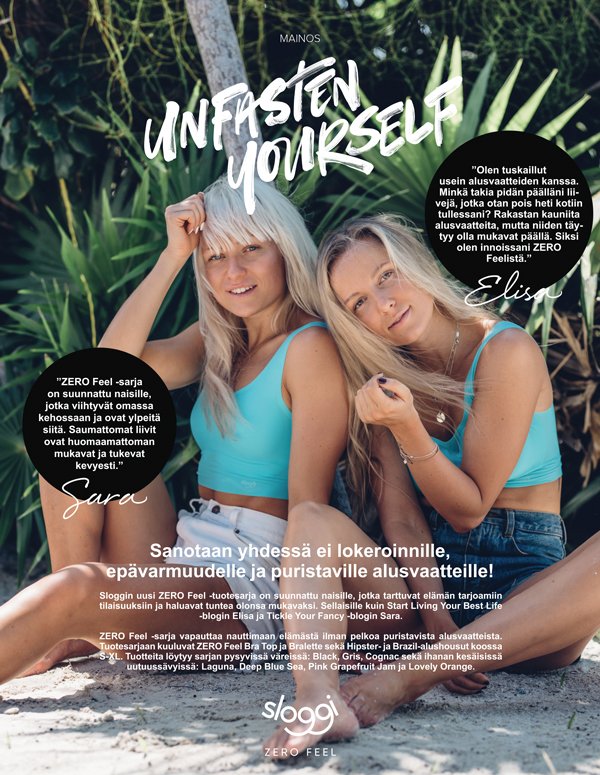 MAINOS
UNFASTEN
YOURSELF
”Olen tuskaillut
usein alusvaatteiden kanssa.
Minkä takia pidän päälläni lii-
vejä, jotka otan pois heti kotiin
tullessani? Rakastan kauniita
alusvaatteita, mutta niiden täy-
tyy olla mukavat päällä. Siksi
olen innoissani ZERO
Feelistä.”
Elisa
”ZERO Feel -sarja
on suunnattu naisille,
jotka viihtyvät omassa
kehossaan ja ovat ylpeitä
siitä. Saumattomat liivit
ovat huomaamattoman
mukavat ja tukevat
kevyesti.”
Sara
sloggi
Sanotaan yhdessä ei lokeroinnille,
epävarmuudelle ja puristaville alusvaatteille!
Sloggin uusi ZERO Feel -tuotesarja on suunnattu naisille, jotka tarttuvat elämän tarjoamiin
tilaisuuksiin ja haluavat tuntea olonsa mukavaksi. Sellaisille kuin Start Living Your Best Life
-blogin Elisa ja Tickle Your Fancy -blogin Sara.
ZERO Feel -sarja vapauttaa nauttimaan elämästä ilman pelkoa puristavista alusvaatteista.
Tuotesarjaan kuuluvat ZERO Feel Bra Top ja Bralette sekä Hipster- ja Brazil-alushousut koossa
S-XL. Tuotteita löytyy sarjan pysyvissä väreissä: Black, Gris, Cognac sekä ihanan kesäisissä
uutuussävyissä: Laguna, Deep Blue Sea, Pink Grapefruit Jam ja Lovely Orange.
sloggi
ZERO FEEL